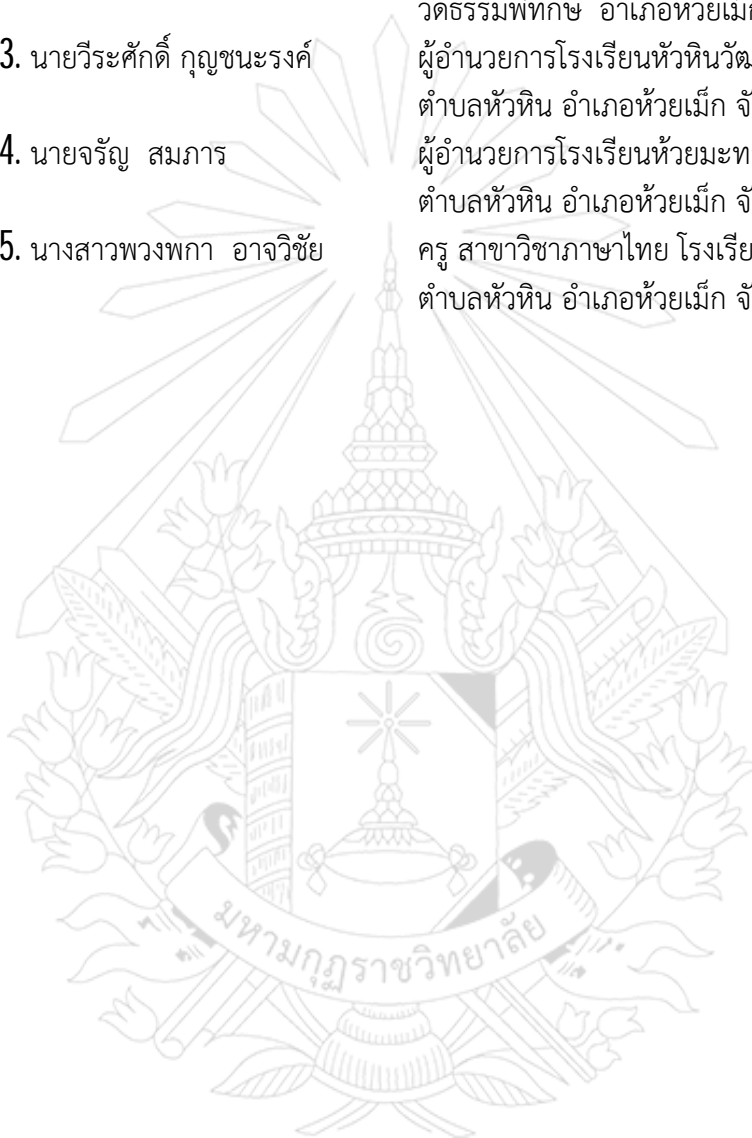 วัดธรรมพิทักษ์ อำเภอห้วยเม็ก
3. นายวีระศักดิ์ กุญชนะรงค์ ผู้อำนวยการโรงเรียนหัวหินวัฒ
ตำบลหัวหิน อำเภอห้วยเม็ก จั
4. นายจรัญ สมภาร ผู้อำนวยการโรงเรียนห้วยมะท
ตำบลหัวหิน อำเภอห้วยเม็ก จั
5. นางสาวพวงพกา อาจวิชัย ครู สาขาวิชาภาษาไทย โรงเรีย
ตำบลหัวหิน อำเภอห้วยเม็ก จั
มหามกุฏราชวิทยาลัย